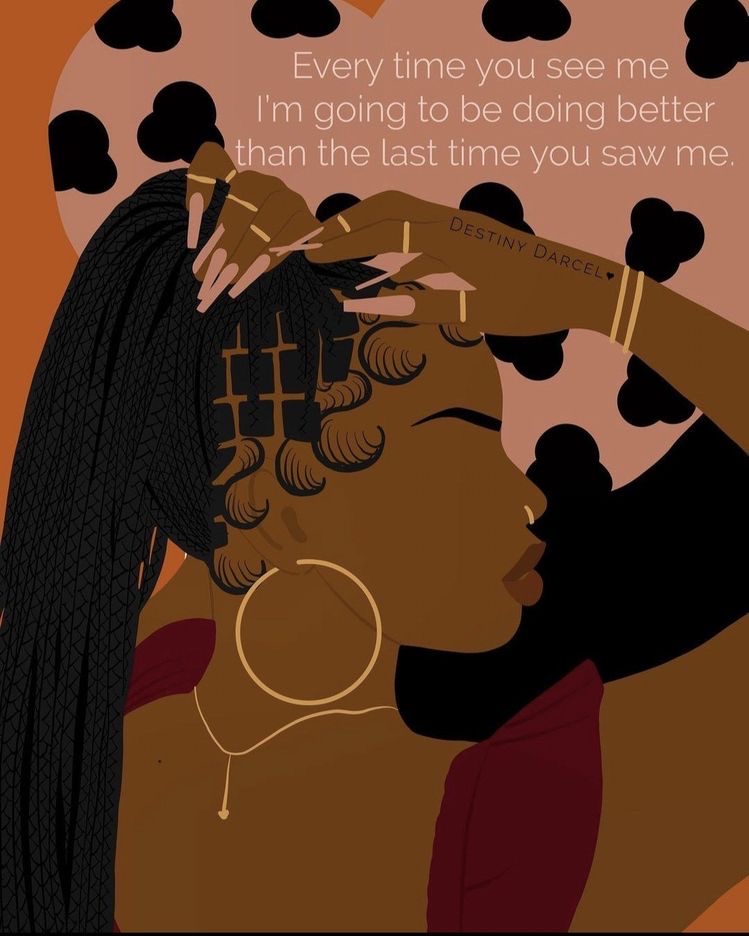 Every time you see me
I'm going to be doing better
than the last time you saw me.
DESTINY DARCEL♥